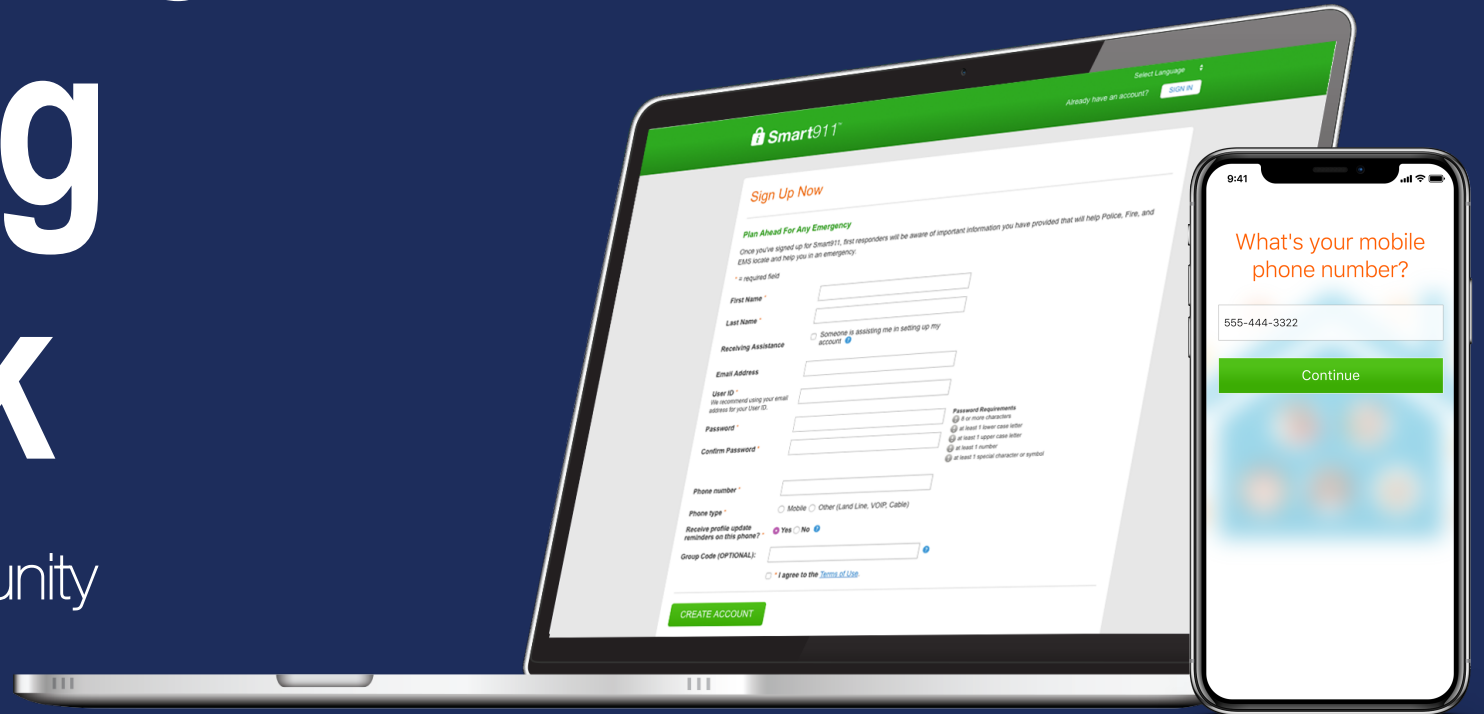 g
k
unity
Select Language
Already have an account? SIGN IN
Smart911™
Sign Up Now
Plan Ahead For Any Emergency
Once you've signed up for Smart911, first responders will be aware of important information you have provided that will help Police, Fire, and
EMS locate and help you in an emergency.
* = required field
First Name *
Last Name *
Receiving Assistance
Someone is assisting me in setting up my
account ?
Email Address
User ID *
We recommend using your email
address for your User ID.
Password *
Password Requirements
? 8 or more characters
? at least 1 lower case letter
? at least 1 upper case letter
? at least 1 number
? at least 1 special character or symbol
Confirm Password *
Phone number *
Phone type *
Mobile Other (Land Line, VOIP, Cable)
Receive profile update
reminders on this phone? *
Yes No ?
Group Code (OPTIONAL): ?
* I agree to the Terms of Use.
CREATE ACCOUNT
9:41
What's your mobile
phone number?
555-444-3322
Continue